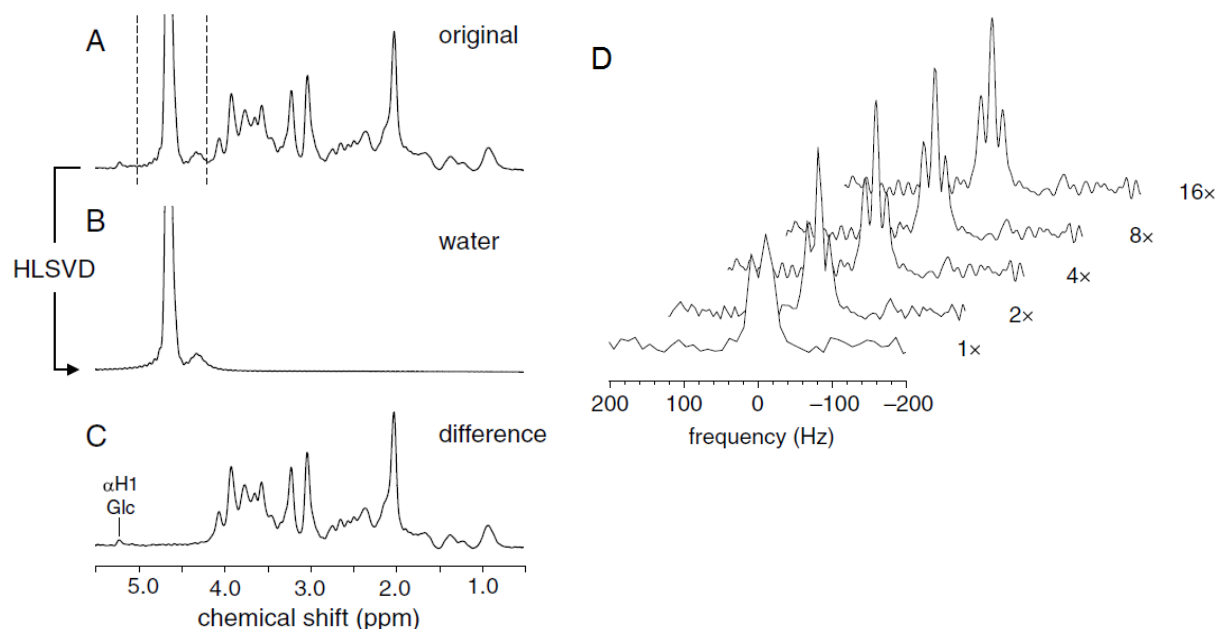 A
original
B
water
HLSVD
C
difference
αH1
Glc
5.0 4.0 3.0 2.0 1.0
chemical shift (ppm)
D
16×
8×
4×
2×
1×
200 100 0 –100 –200
frequency (Hz)